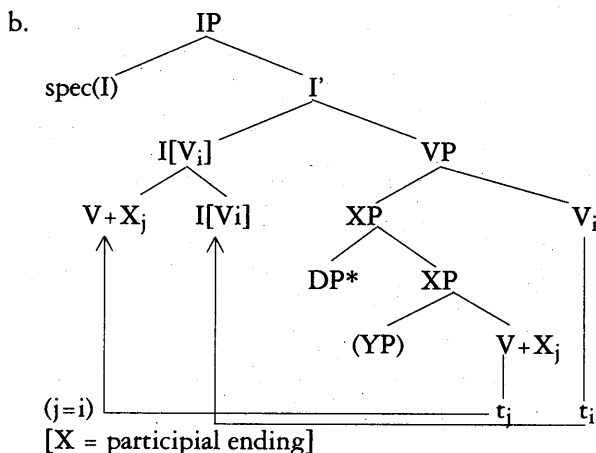 b.
IP
spec(I) I'
I[V_i] VP
V+X_j I[Vi] XP V_i
DP* XP
(YP) V+X_j
(j=i) t_j t_i
[X = participial ending]